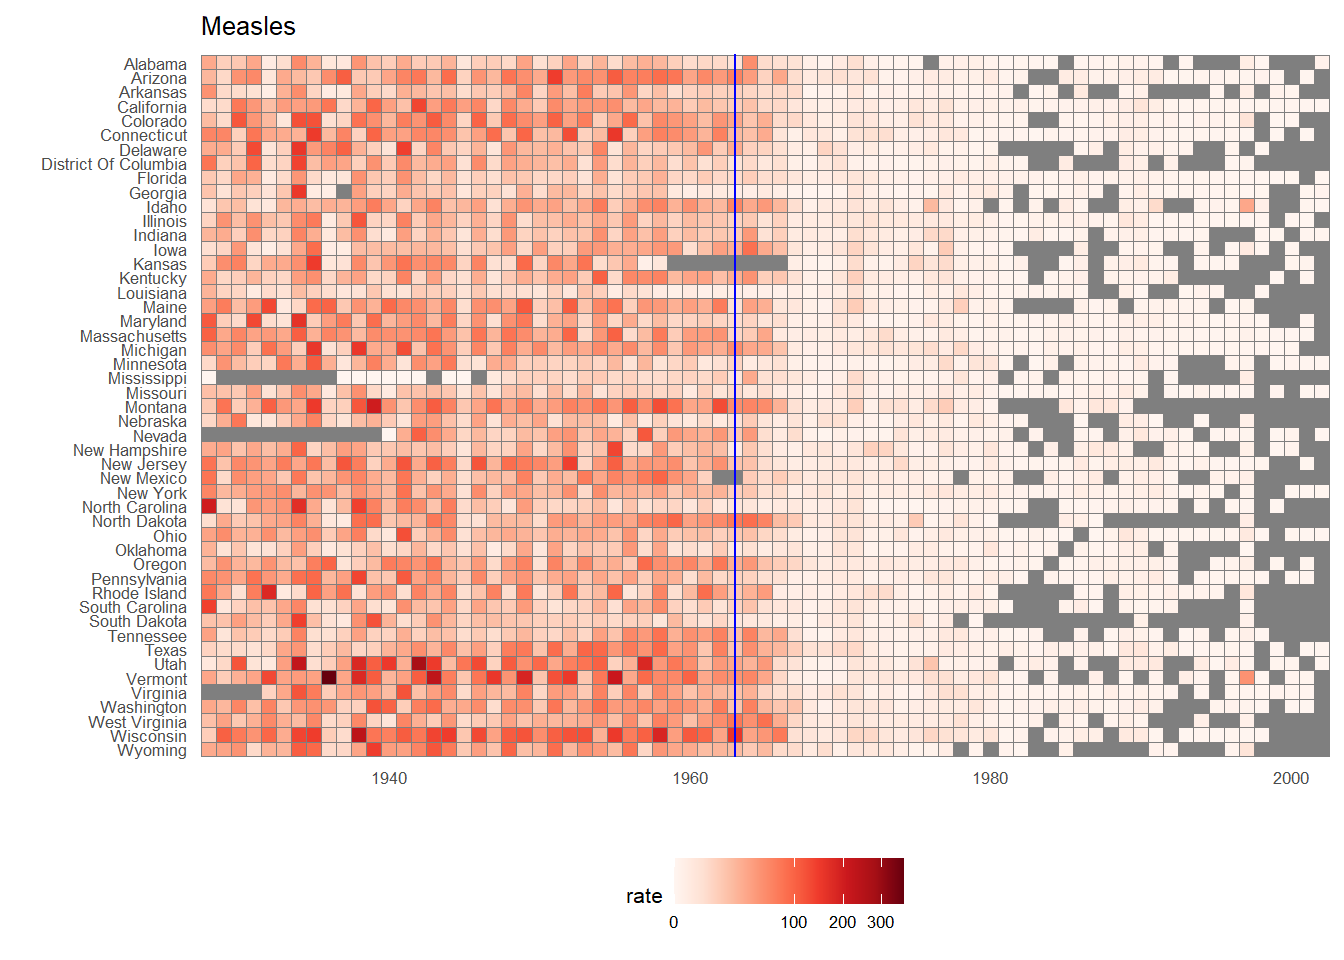 Measles
Alabama
Arizona
Arkansas
California
Colorado
Connecticut
Delaware
District Of Columbia
Florida
Georgia
Idaho
Illinois
Indiana
Iowa
Kansas
Kentucky
Louisiana
Maine
Maryland
Massachusetts
Michigan
Minnesota
Mississippi
Missouri
Montana
Nebraska
Nevada
New Hampshire
New Jersey
New Mexico
New York
North Carolina
North Dakota
Ohio
Oklahoma
Oregon
Pennsylvania
Rhode Island
South Carolina
South Dakota
Tennessee
Texas
Utah
Vermont
Virginia
Washington
West Virginia
Wisconsin
Wyoming
1940 1960 1980 2000
rate
0 100 200 300